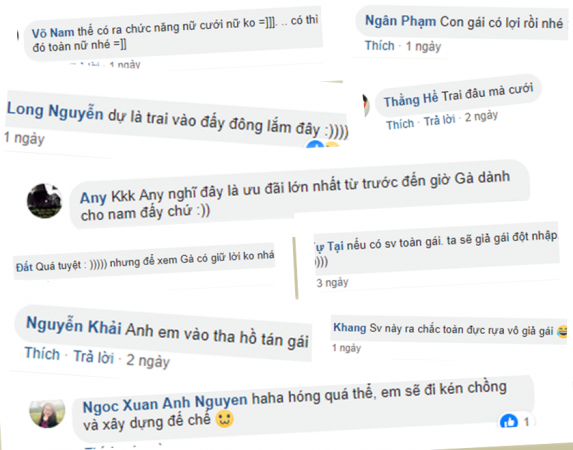 Võ Nam thế có ra chức năng nữ cưới nữ ko =]]]. .. có thì
đó toàn nữ nhé =]]
1 ngày
Ngân Phạm Con gái có lợi rồi nhé
Thích · 1 ngày
Long Nguyễn dự là trai vào đấy đông lắm đây :))))
1 ngày
Thằng Hề Trai đâu mà cưới
Thích · Trả lời · 2 ngày
Any Kkk Any nghĩ đây là ưu đãi lớn nhất từ trước đến giờ Gà dành
cho nam đẩy chứ :))
Đất Quá tuyệt : ))))) nhưng để xem Gà có giữ lời ko nhá
Tự Tại nếu có sv toàn gái. ta sẽ giả gái đột nhập
))))
3 ngày
Nguyễn Khải Anh em vào tha hồ tán gái
Thích · Trả lời · 2 ngày
Khang Sv này ra chắc toàn đực rựa vô giả gái 😂
1 ngày
Ngoc Xuan Anh Nguyen haha hóng quá thể, em sẽ đi kén chồng
và xây dựng đế chế
1